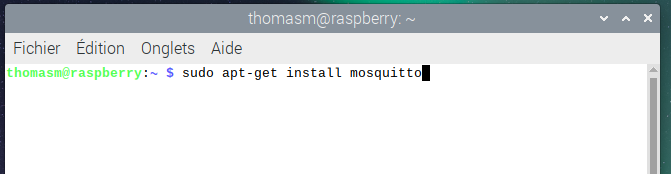 thomasm@raspberry: ~
Fichier Édition Onglets Aide
thomasm@raspberry:~ $ sudo apt-get install mosquitto